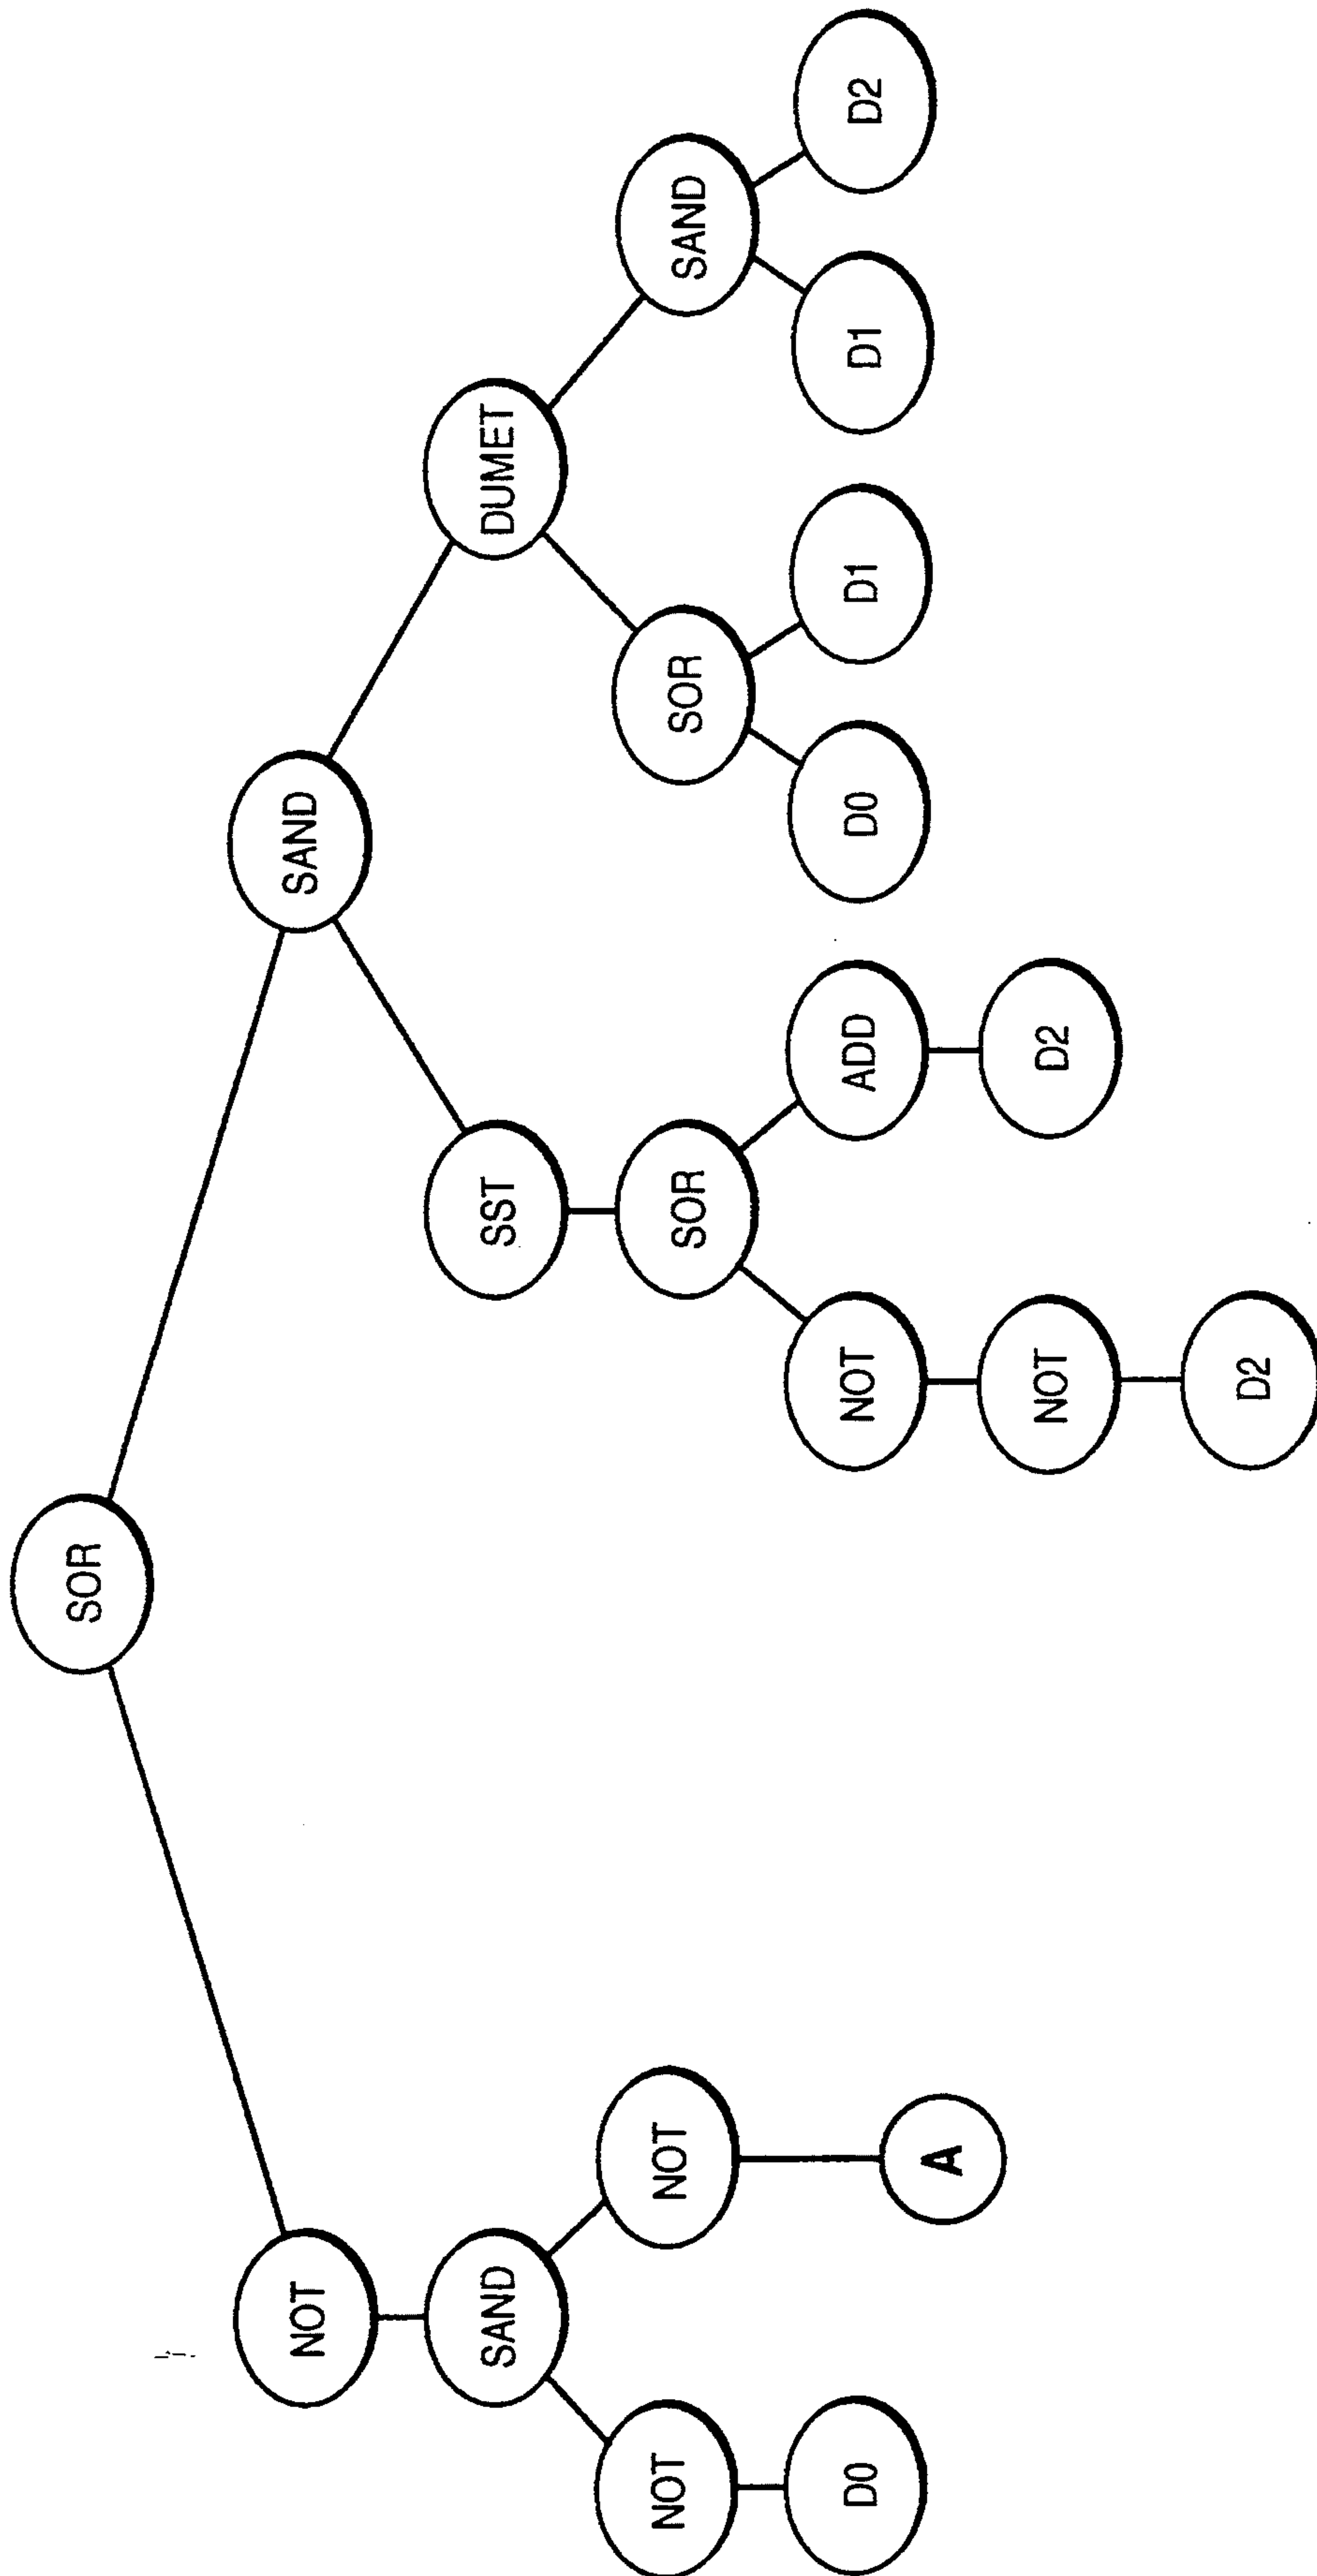 SOR
NOT
SAND
SAND
SST
DUMET
NOT
NOT
SOR
SOR
SAND
D0
NOT
ADD
D0
D1
D1
D2
A
NOT
D2
D2